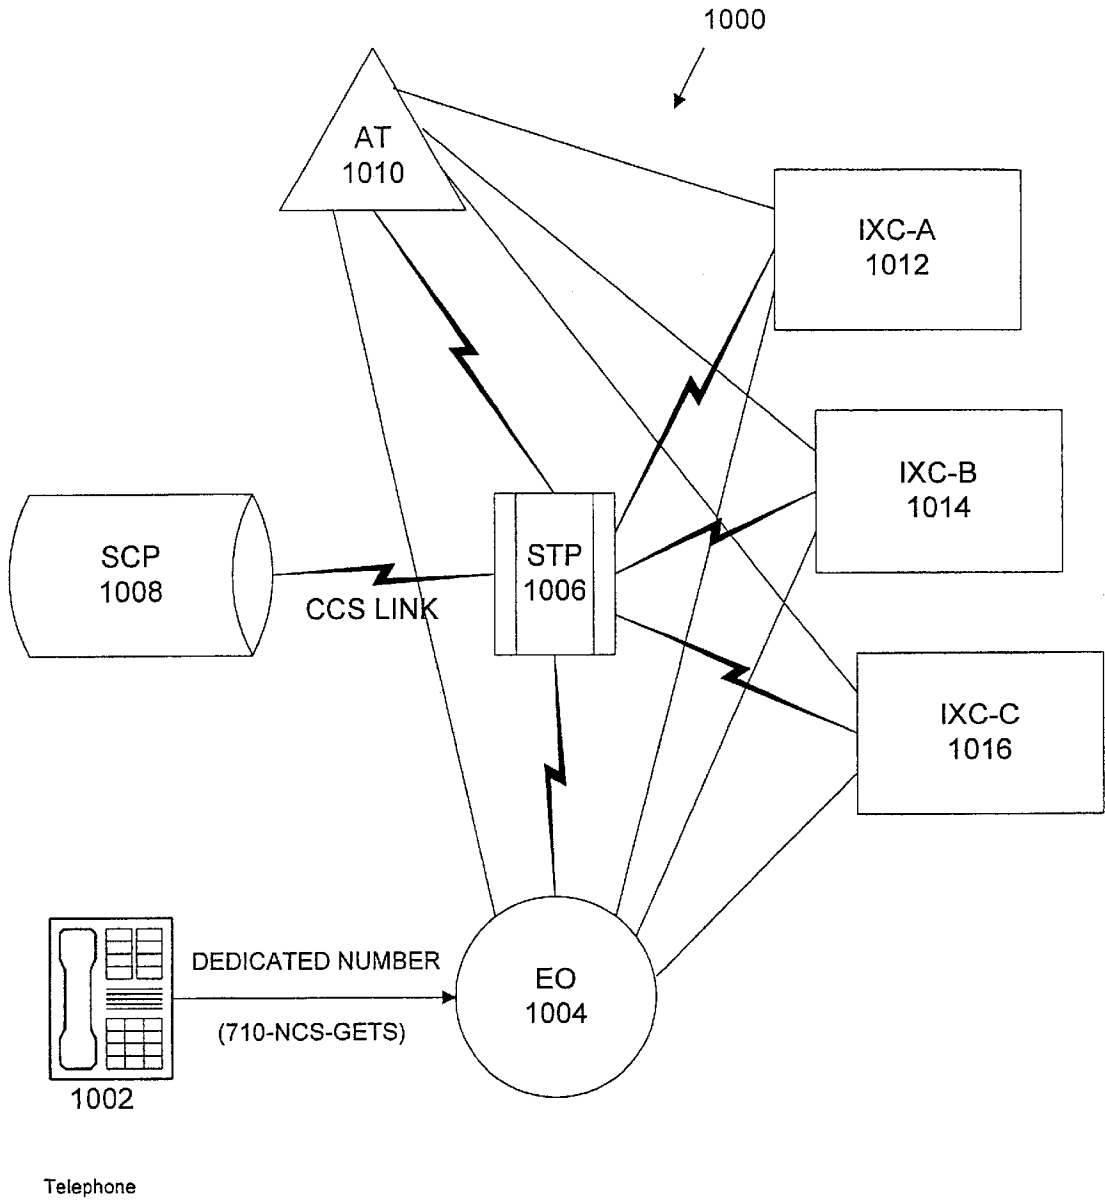 1000
AT
1010
IXC-A
1012
IXC-B
1014
SCP
1008
STP
1006
CCS LINK
IXC-C
1016
DEDICATED NUMBER
(710-NCS-GETS)
EO
1004
1002
Telephone